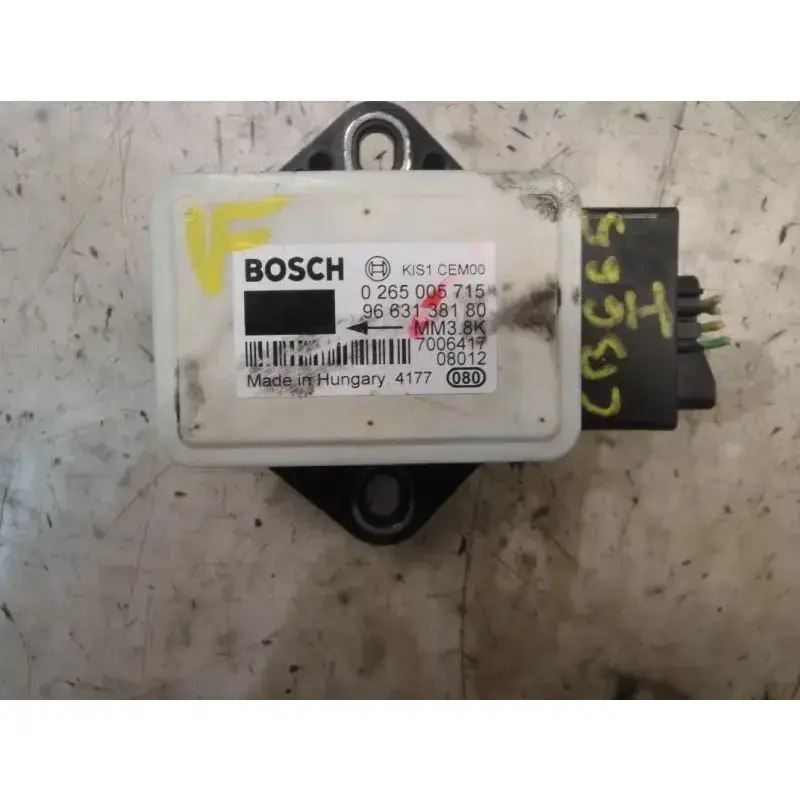 VF
BOSCH KIS1 CEM00
0 265 005 715
96 631 381 80
MM3.8K
7006417
08012
Made in Hungary 4177 080